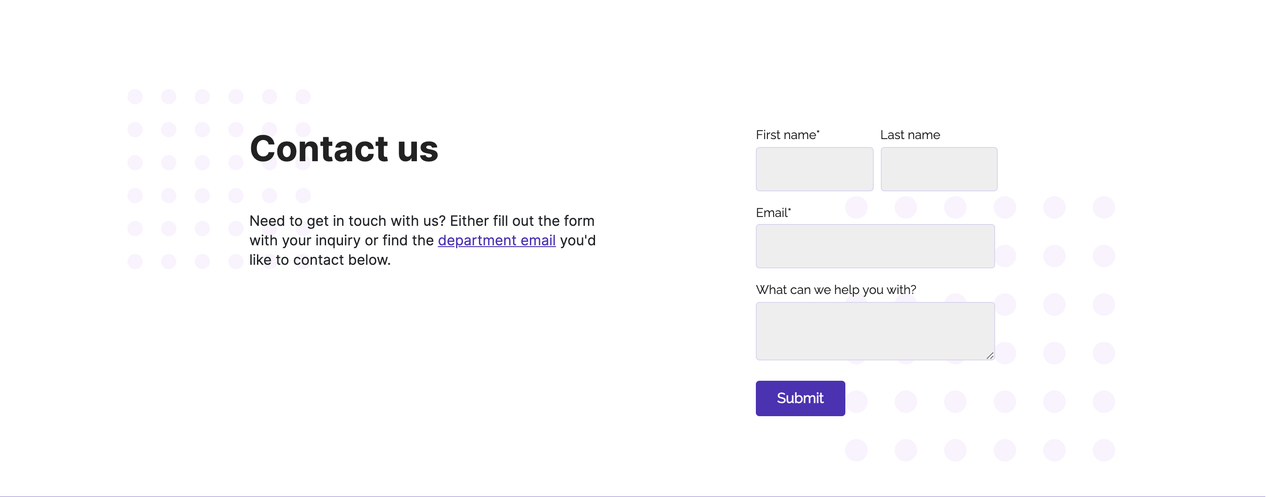 Contact us
Need to get in touch with us? Either fill out the form
with your inquiry or find the department email you'd
like to contact below.
First name*
Last name
Email*
What can we help you with?
Submit